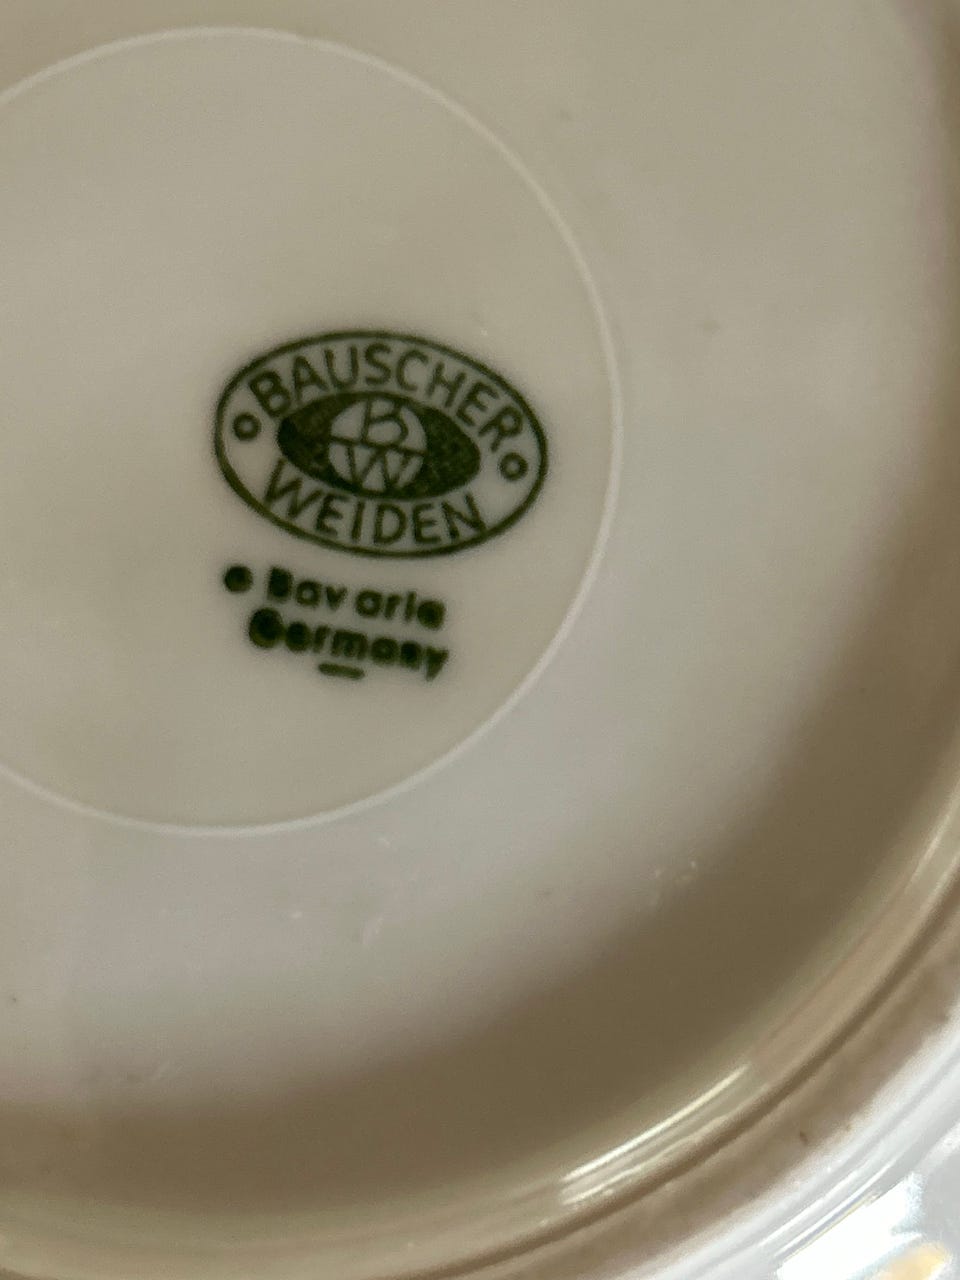 BAUSCHER
B
W
WEIDEN
Bavaria
Germany